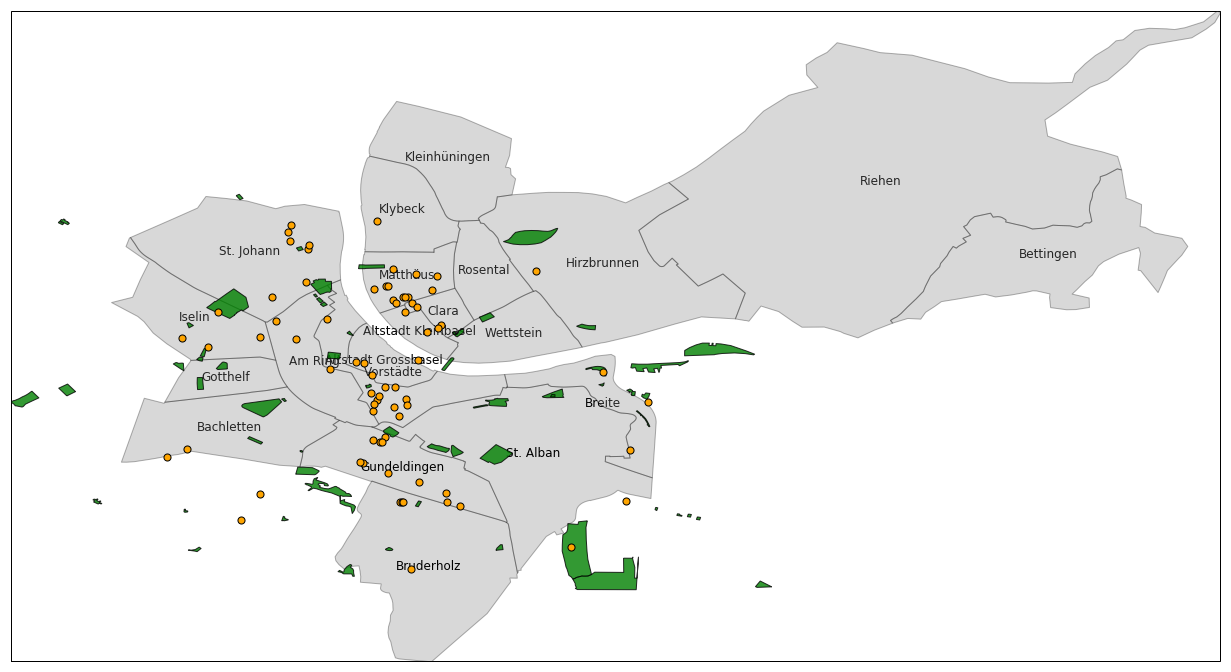 Kleinhüningen
Riehen
Klybeck
St. Johann
Bettingen
Hirzbrunnen
Rosental
Matthäus
Clara
Iselin
Altstadt Kleinbasel
Wettstein
Am Ring
Altstadt Grossbasel
Vorstädte
Gotthelf
Breite
Bachletten
St. Alban
Gundeldingen
Bruderholz